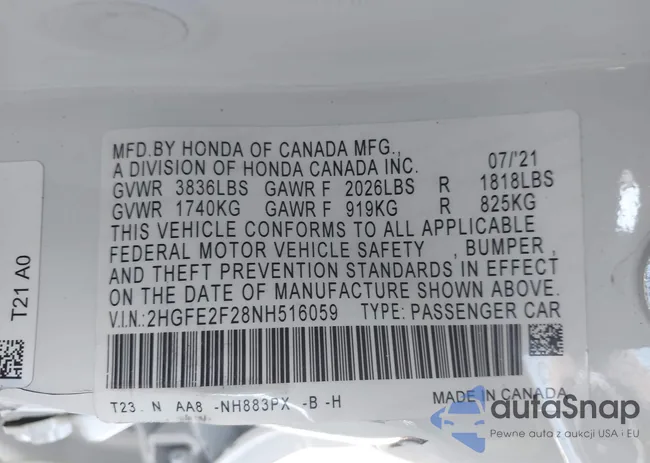 MFD.BY HONDA OF CANADA MFG.,
A DIVISION OF HONDA CANADA INC. 07/'21
GVWR 3836LBS GAWR F 2026LBS R 1818LBS
GVWR 1740KG GAWR F 919KG R 825KG
THIS VEHICLE CONFORMS TO ALL APPLICABLE
FEDERAL MOTOR VEHICLE SAFETY , BUMPER ,
AND THEFT PREVENTION STANDARDS IN EFFECT
ON THE DATE OF MANUFACTURE SHOWN ABOVE.
V.I.N.:2HGFE2F28NH516059 TYPE: PASSENGER CAR
T23. N AA8 -NH883PX -B -H MADE IN CANADA
T21 A0
autaSnap
Pewne auta z aukcji USA i EU